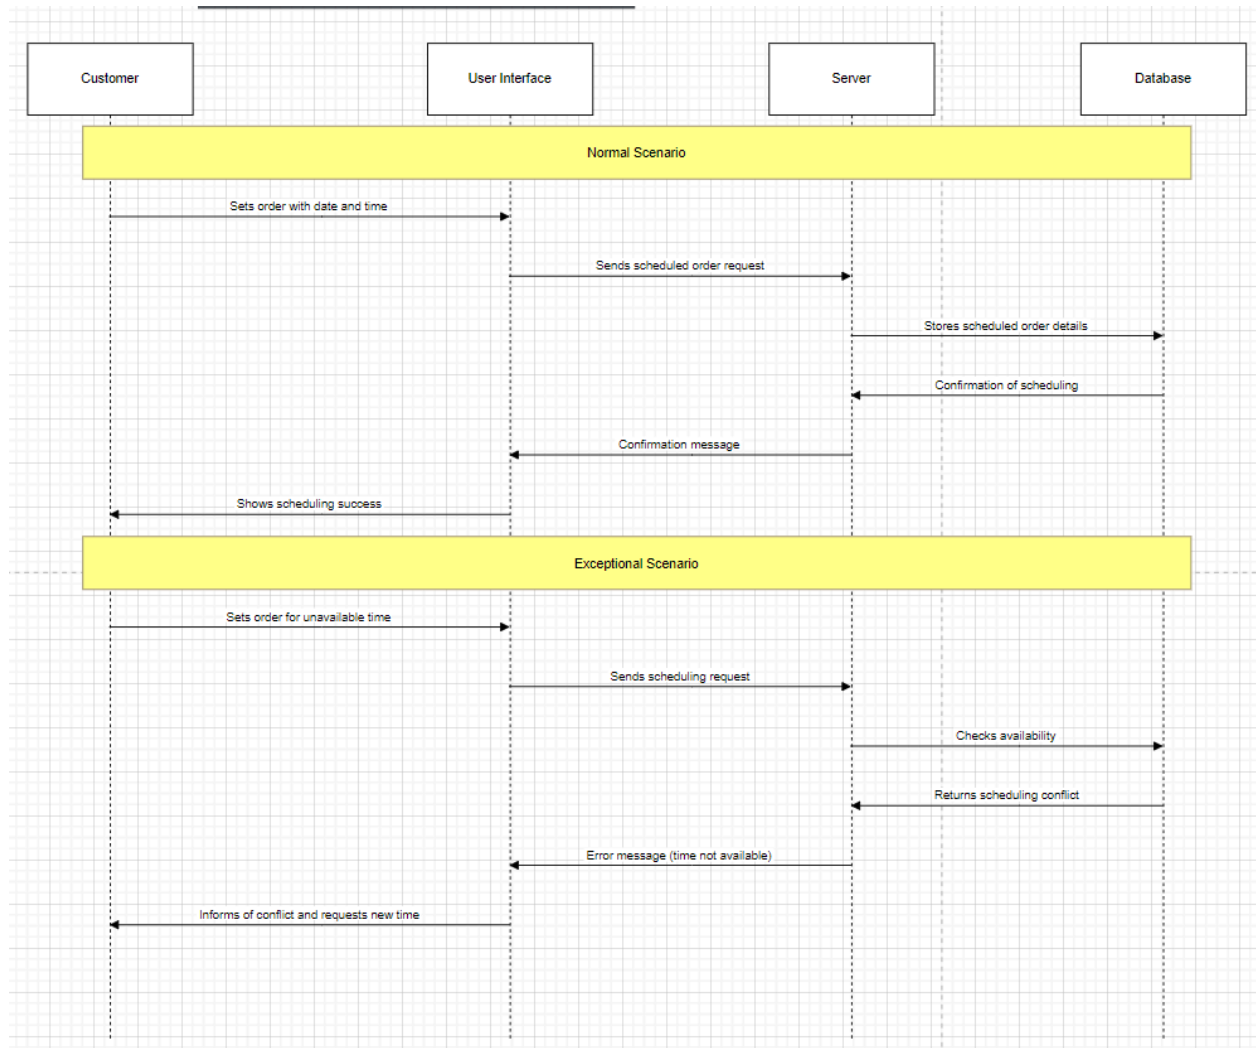 Customer
User Interface
Server
Database
Normal Scenario
Sets order with date and time
Sends scheduled order request
Stores scheduled order details
Confirmation of scheduling
Confirmation message
Shows scheduling success
Exceptional Scenario
Sets order for unavailable time
Sends scheduling request
Checks availability
Returns scheduling conflict
Error message (time not available)
Informs of conflict and requests new time